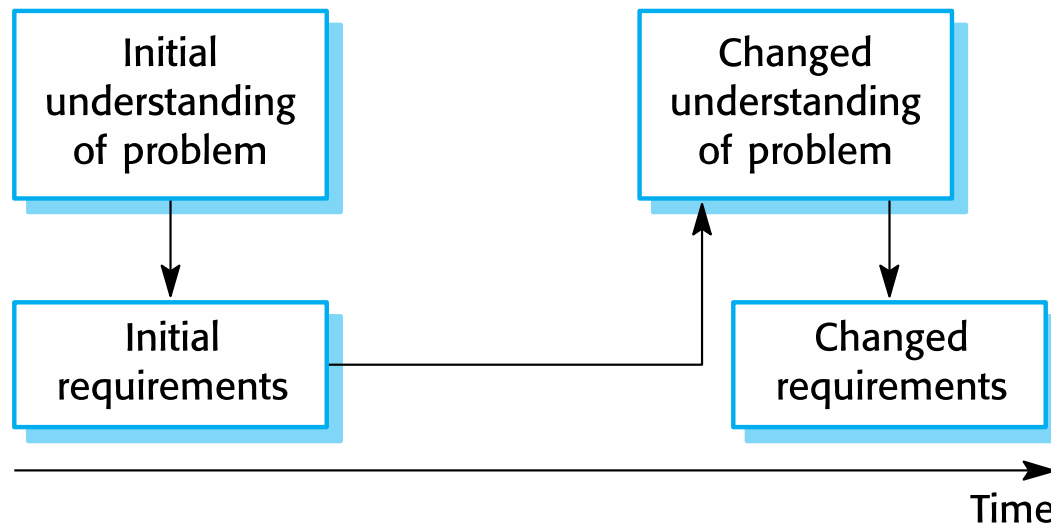 Initial
understanding
of problem
Changed
understanding
of problem
Initial
requirements
Changed
requirements
Time